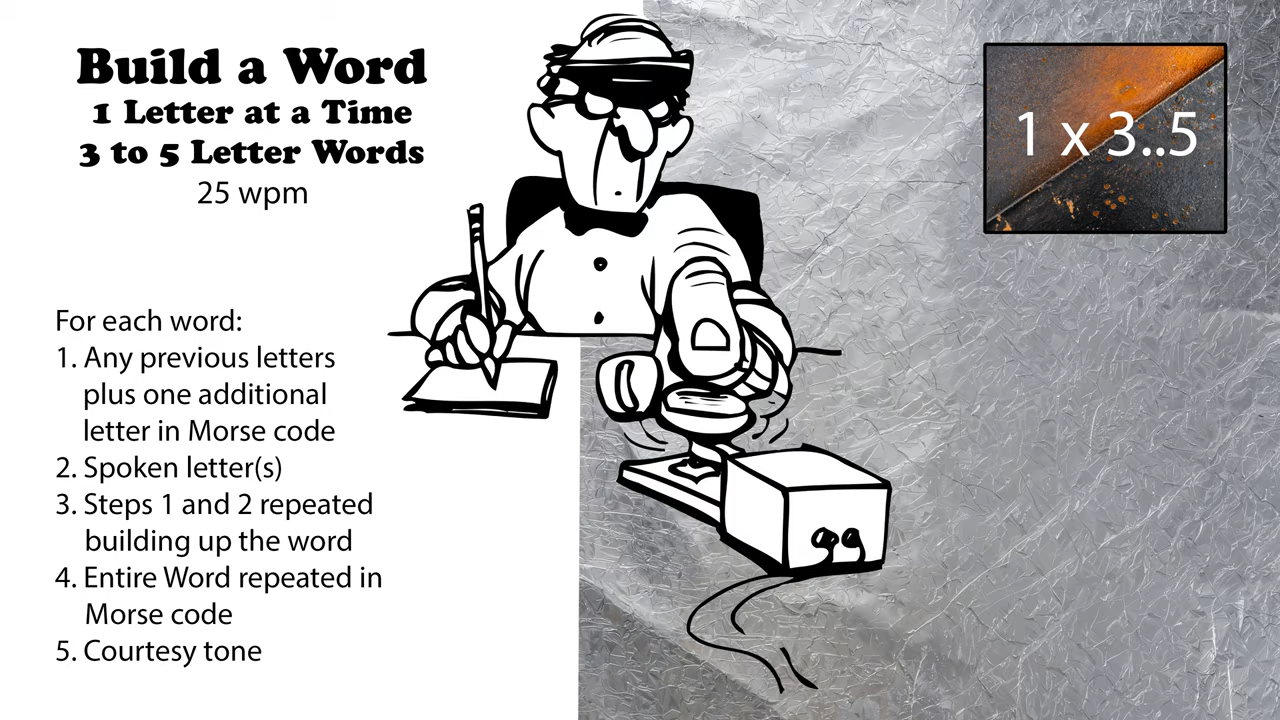 Build a Word
1 Letter at a Time
3 to 5 Letter Words
25 wpm
1 x 3..5
For each word:
1. Any previous letters
plus one additional
letter in Morse code
2. Spoken letter(s)
3. Steps 1 and 2 repeated
building up the word
4. Entire Word repeated in
Morse code
5. Courtesy tone